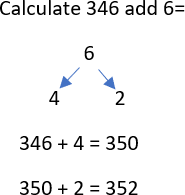 Calculate 346 add 6=
6
4 2
346 + 4 = 350
350 + 2 = 352